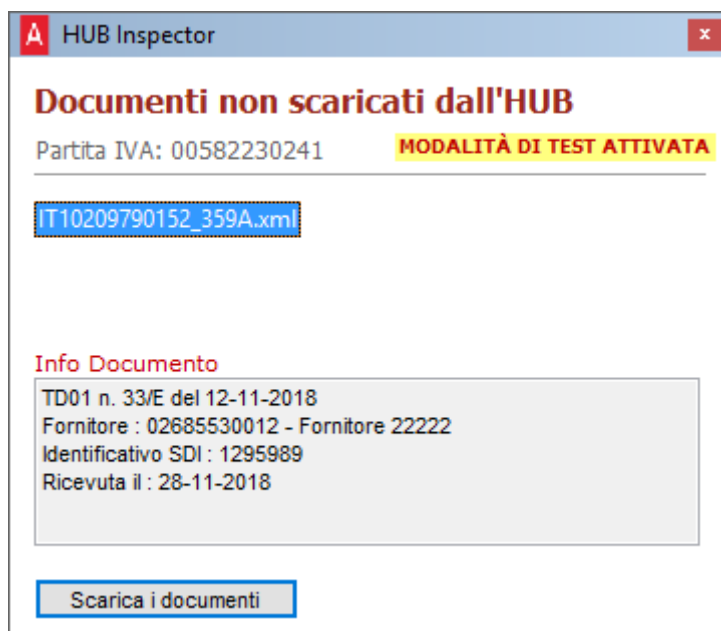 A HUB Inspector x
Documenti non scaricati dall'HUB
Partita IVA: 00582230241 MODALITÀ DI TEST ATTIVATA
IT10209790152_359A.xml
Info Documento
TD01 n. 33/E del 12-11-2018
Fornitore : 02685530012 - Fornitore 22222
Identificativo SDI : 1295989
Ricevuta il : 28-11-2018
Scarica i documenti